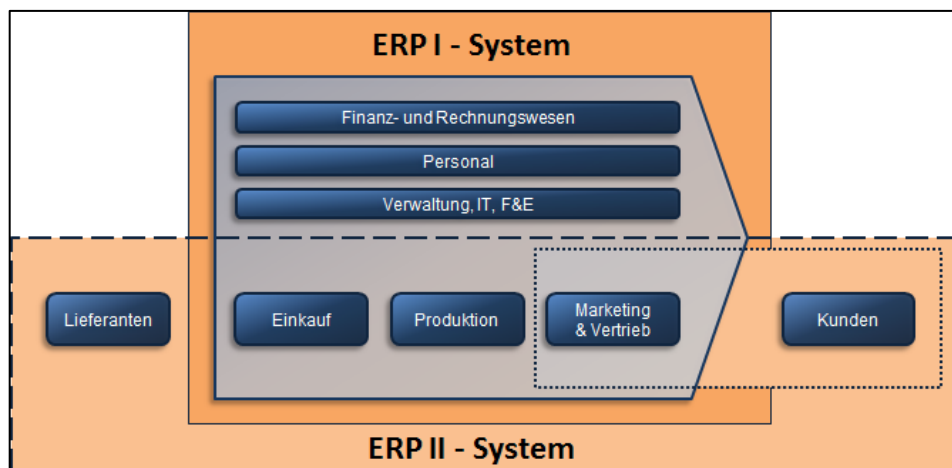 ERP I - System
Finanz- und Rechnungswesen
Personal
Verwaltung, IT, F&E
Lieferanten
Einkauf
Produktion
Marketing
& Vertrieb
Kunden
ERP II - System